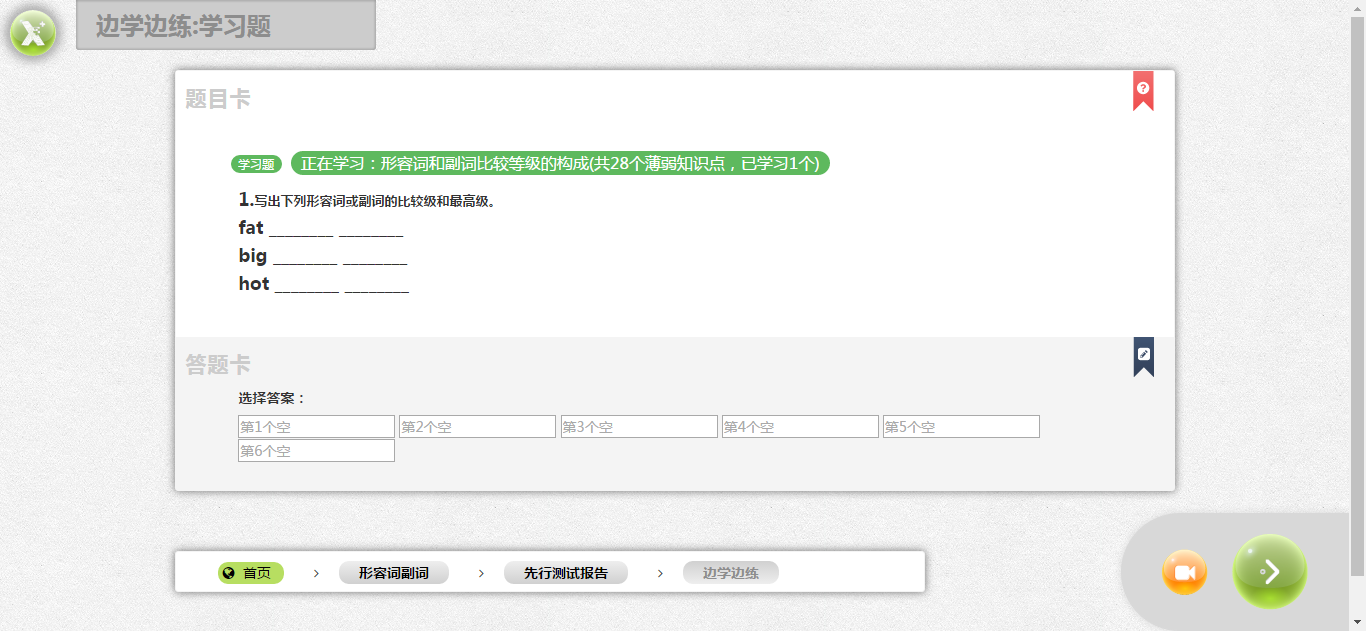 边学边练:学习题
题目卡
学习题 正在学习：形容词和副词比较等级的构成(共28个薄弱知识点，已学习1个)
1.写出下列形容词或副词的比较级和最高级。
fat ________ ________
big ________ ________
hot ________ ________
答题卡
选择答案：
第1个空 第2个空 第3个空 第4个空 第5个空
第6个空
首页 > 形容词副词 > 先行测试报告 > 边学边练